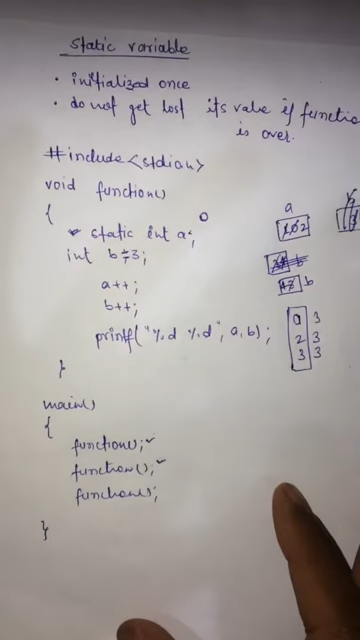 static variable
• initialized once
• do not get lost its value if function
is over.
#include<stdio.h>
void function()
{
static int a;
0
int b=3;
a++;
b++;
printf("%d %d", a, b);
}
a
b
b
3
2 3
3 3
main()
{
function();
function();
function();
}